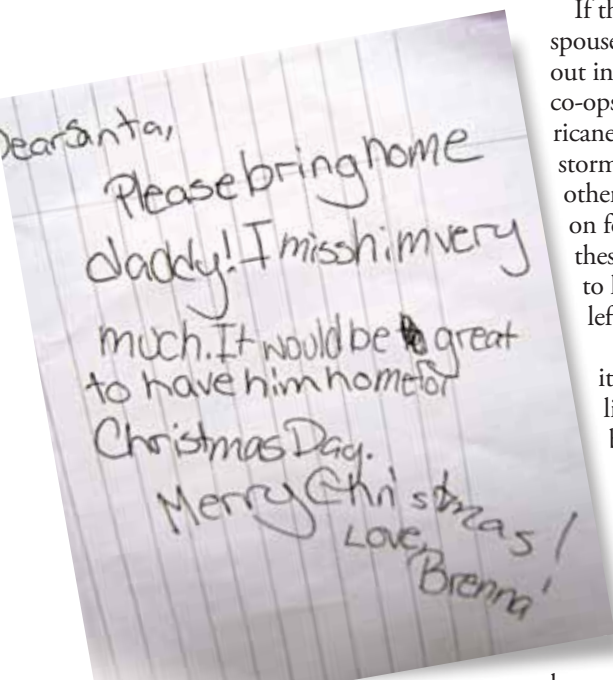 Dear Santa,
Please bring home
daddy! I miss him very
much. It would be great
to have him home for
Christmas Day.
Merry Christmas!
Love,
Brenna
If th
spouse
out in
co-ops
ricane
storm
other
on fo
thes
to l
left
it
li